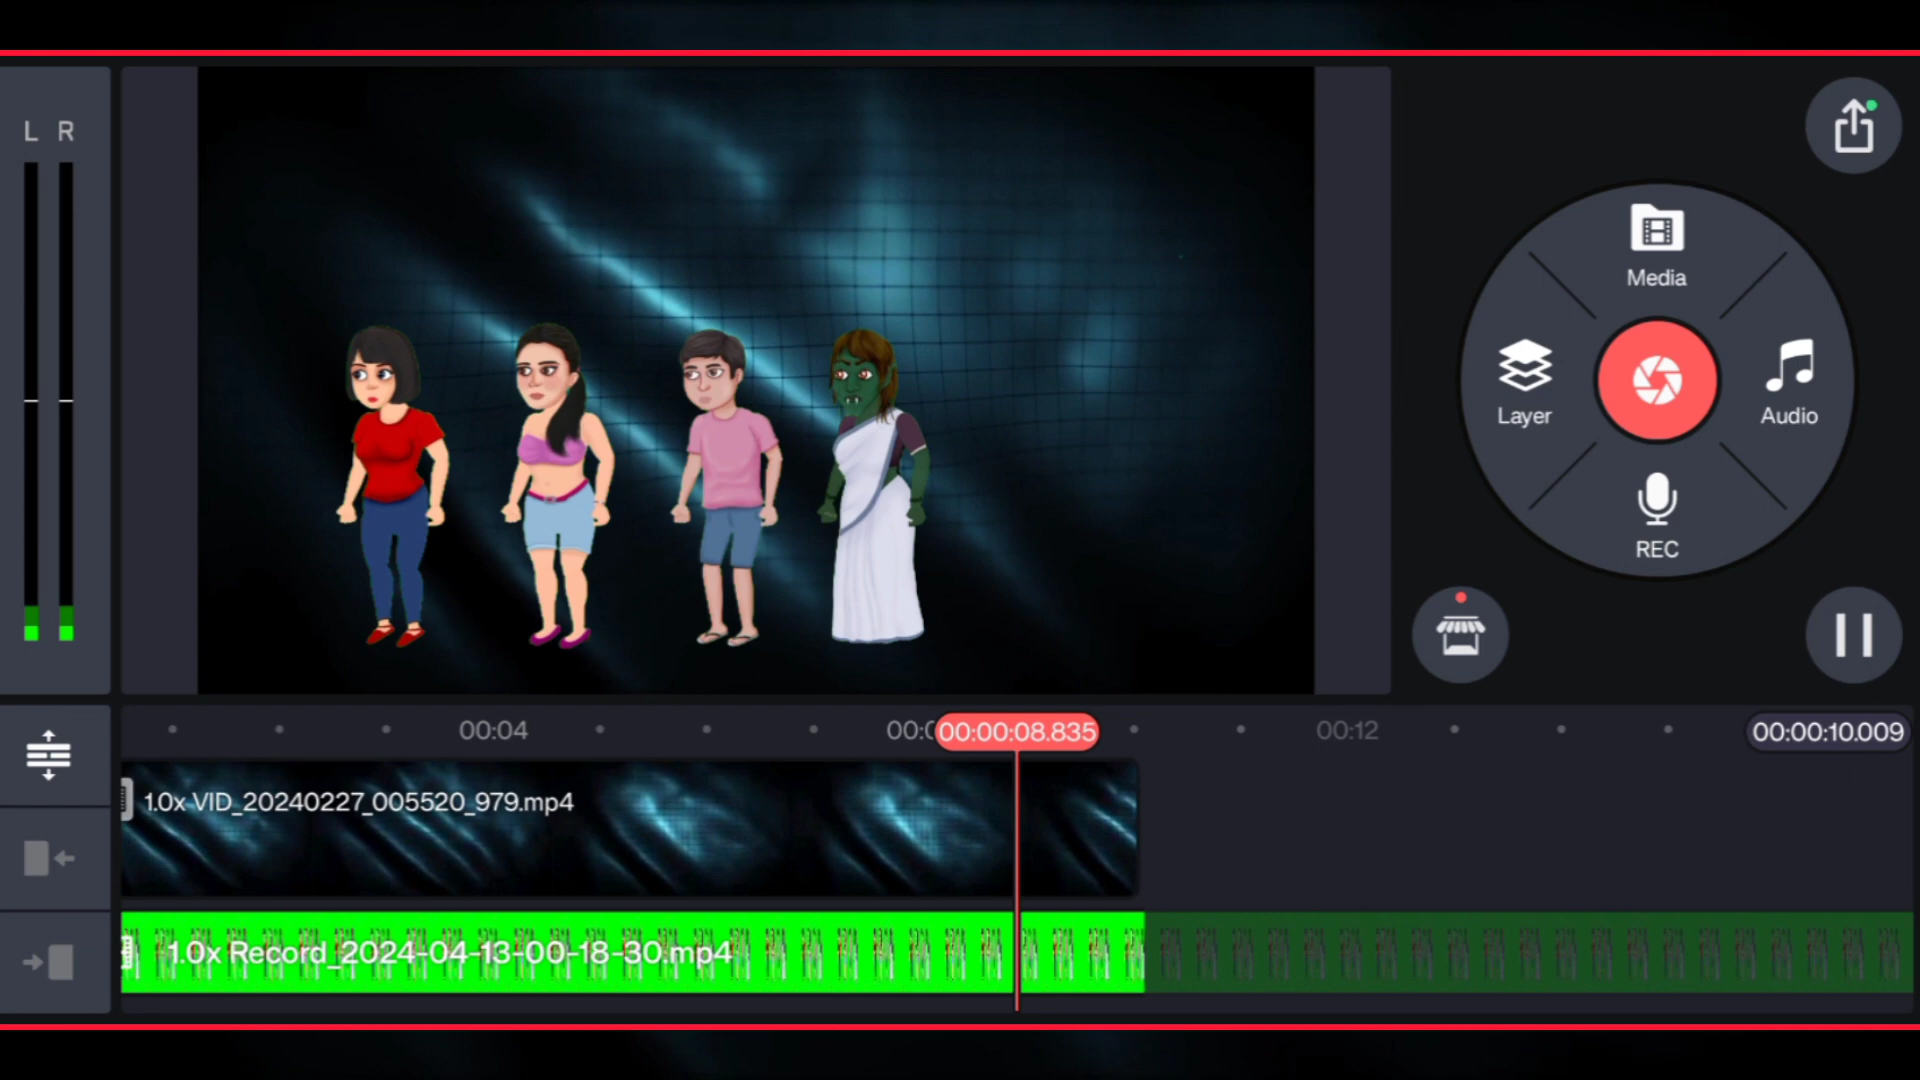 L R
Media
Layer
Audio
REC
00:04
00:0
00:00:08.835
00:12
00:00:10.009
1.0x VID_20240227_005520_979.mp4
1.0x Record_2024-04-13-00-18-30.mp4